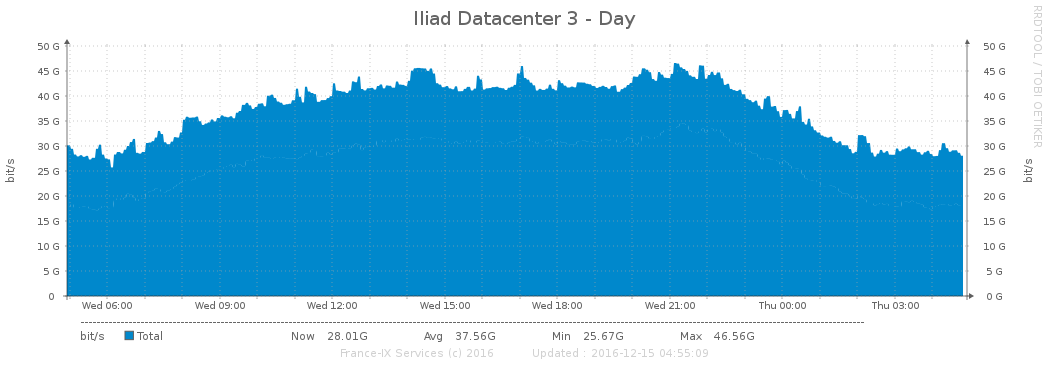 Iliad Datacenter 3 - Day
RRDTOOL / TOBI OETIKER
50 G 50 G
45 G 45 G
40 G 40 G
35 G 35 G
30 G 30 G
25 G 25 G
20 G 20 G
15 G 15 G
10 G 10 G
5 G 5 G
0 0 G
bit/s bit/s
Wed 06:00 Wed 09:00 Wed 12:00 Wed 15:00 Wed 18:00 Wed 21:00 Thu 00:00 Thu 03:00
bit/s Total Now 28.01G Avg 37.56G Min 25.67G Max 46.56G
France-IX Services (c) 2016 Updated : 2016-12-15 04:55:09